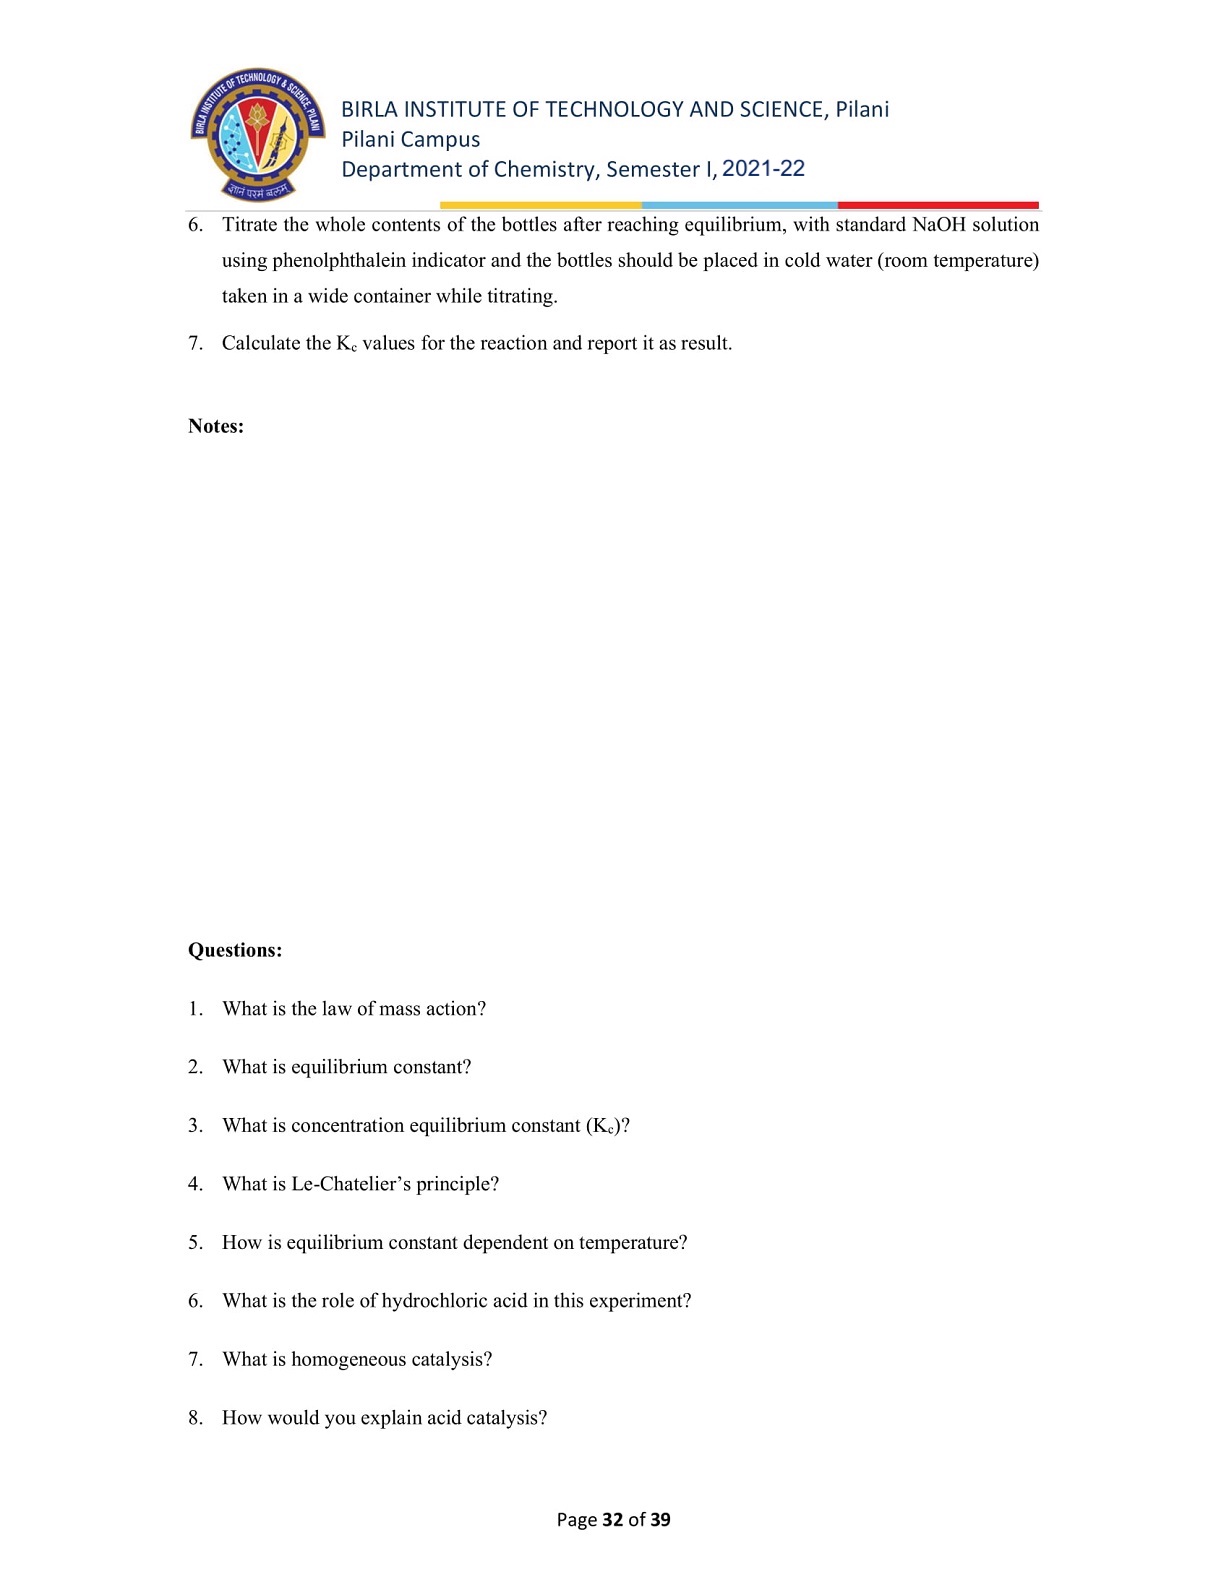 BIRLA INSTITUTE OF TECHNOLOGY & SCIENCE, PILANI
ज्ञानं परमं बलम्
BIRLA INSTITUTE OF TECHNOLOGY AND SCIENCE, Pilani
Pilani Campus
Department of Chemistry, Semester I, 2021-22
6. Titrate the whole contents of the bottles after reaching equilibrium, with standard NaOH solution
using phenolphthalein indicator and the bottles should be placed in cold water (room temperature)
taken in a wide container while titrating.
7. Calculate the Kc values for the reaction and report it as result.
Notes:
Questions:
1. What is the law of mass action?
2. What is equilibrium constant?
3. What is concentration equilibrium constant (Kc)?
4. What is Le-Chatelier’s principle?
5. How is equilibrium constant dependent on temperature?
6. What is the role of hydrochloric acid in this experiment?
7. What is homogeneous catalysis?
8. How would you explain acid catalysis?
Page 32 of 39